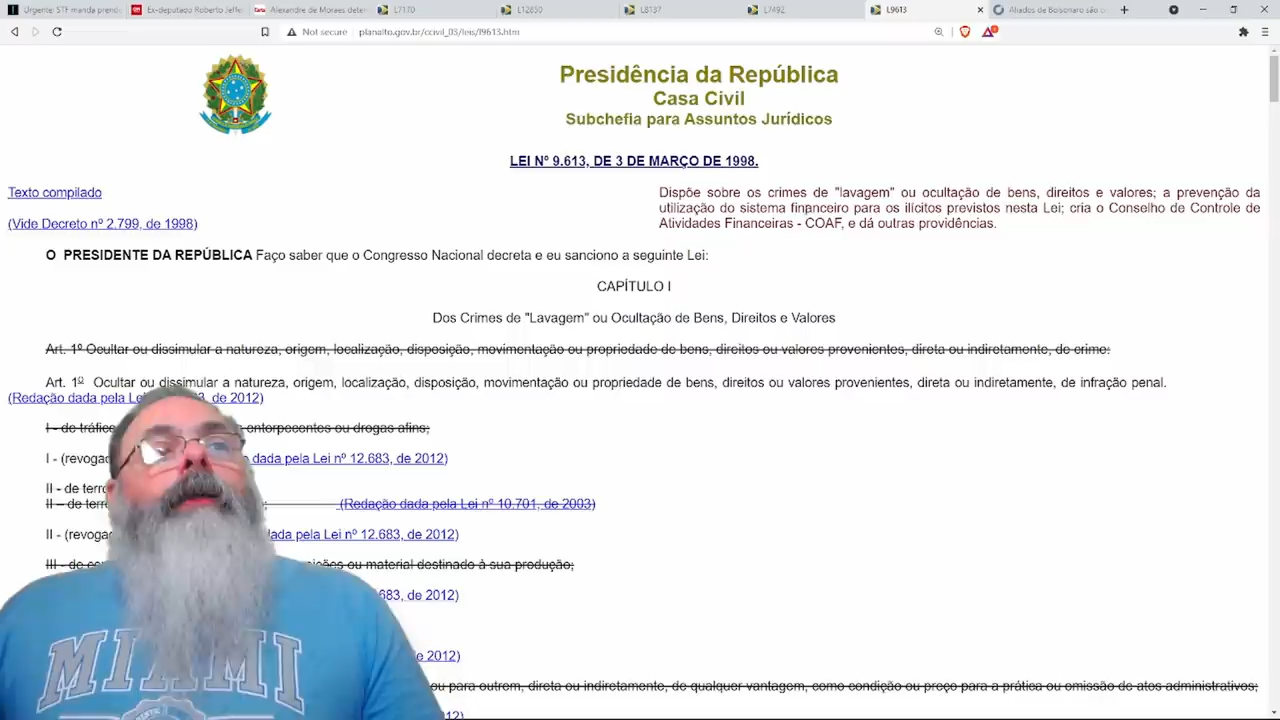 Urgente: STF manda prend
Ex-deputado Roberto Jeffer
Alexandre de Moraes deterr
L7170
L12850
L8137
L7492
L9613
Aliados de Bolsonaro são o
Not secure
planalto.gov.br/ccivil_03/leis/l9613.htm
Presidência da República
Casa Civil
Subchefia para Assuntos Jurídicos
LEI Nº 9.613, DE 3 DE MARÇO DE 1998.
Texto compilado
(Vide Decreto nº 2.799, de 1998)
Dispõe sobre os crimes de "lavagem" ou ocultação de bens, direitos e valores; a prevenção da
utilização do sistema financeiro para os ilícitos previstos nesta Lei; cria o Conselho de Controle de
Atividades Financeiras - COAF, e dá outras providências.
O PRESIDENTE DA REPÚBLICA Faço saber que o Congresso Nacional decreta e eu sanciono a seguinte Lei:
CAPÍTULO I
Dos Crimes de "Lavagem" ou Ocultação de Bens, Direitos e Valores
Art. 1º Ocultar ou dissimular a natureza, origem, localização, disposição, movimentação ou propriedade de bens, direitos ou valores provenientes, direta ou indiretamente, de crime:
Art. 1º Ocultar ou dissimular a natureza, origem, localização, disposição, movimentação ou propriedade de bens, direitos ou valores provenientes, direta ou indiretamente, de infração penal.
(Redação dada pela Lei 3, de 2012)
I - de tráfic entorpecentes ou drogas afins;
I - (revogad dada pela Lei nº 12.683, de 2012)
II - de terro
II – de terro ; (Redação dada pela Lei nº 10.701, de 2003)
II - (revoga dada pela Lei nº 12.683, de 2012)
III - de co nições ou material destinado à sua produção;
683, de 2012)
e 2012)
ou para outrem, direta ou indiretamente, de qualquer vantagem, como condição ou preço para a prática ou omissão de atos administrativos;
12)
MIAMI